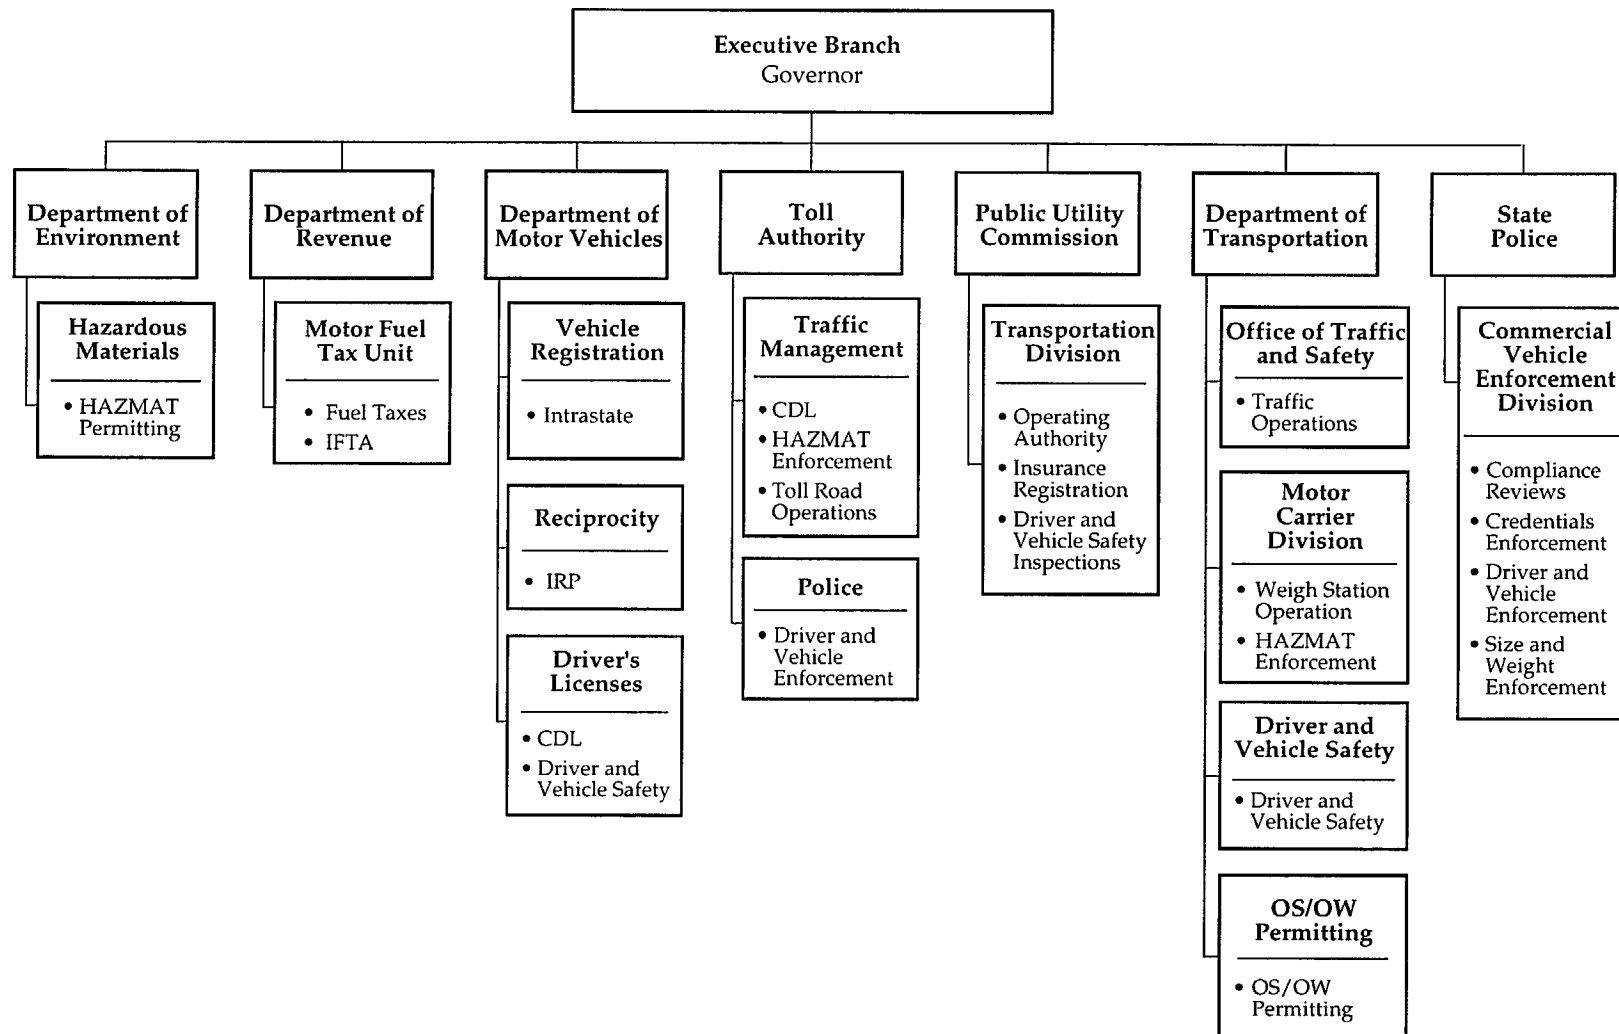 Executive Branch
Governor
Department of
Environment
Hazardous
Materials
• HAZMAT
Permitting
Department of
Revenue
Motor Fuel
Tax Unit
• Fuel Taxes
• IFTA
Department of
Motor Vehicles
Vehicle
Registration
• Intrastate
Reciprocity
• IRP
Driver's
Licenses
• CDL
• Driver and
Vehicle Safety
Toll
Authority
Traffic
Management
• CDL
• HAZMAT
Enforcement
• Toll Road
Operations
Police
• Driver and
Vehicle
Enforcement
Public Utility
Commission
Transportation
Division
• Operating
Authority
• Insurance
Registration
• Driver and
Vehicle Safety
Inspections
Department of
Transportation
Office of Traffic
and Safety
• Traffic
Operations
Motor
Carrier
Division
• Weigh Station
Operation
• HAZMAT
Enforcement
Driver and
Vehicle Safety
• Driver and
Vehicle Safety
OS/OW
Permitting
• OS/OW
Permitting
State
Police
Commercial
Vehicle
Enforcement
Division
• Compliance
Reviews
• Credentials
Enforcement
• Driver and
Vehicle
Enforcement
• Size and
Weight
Enforcement